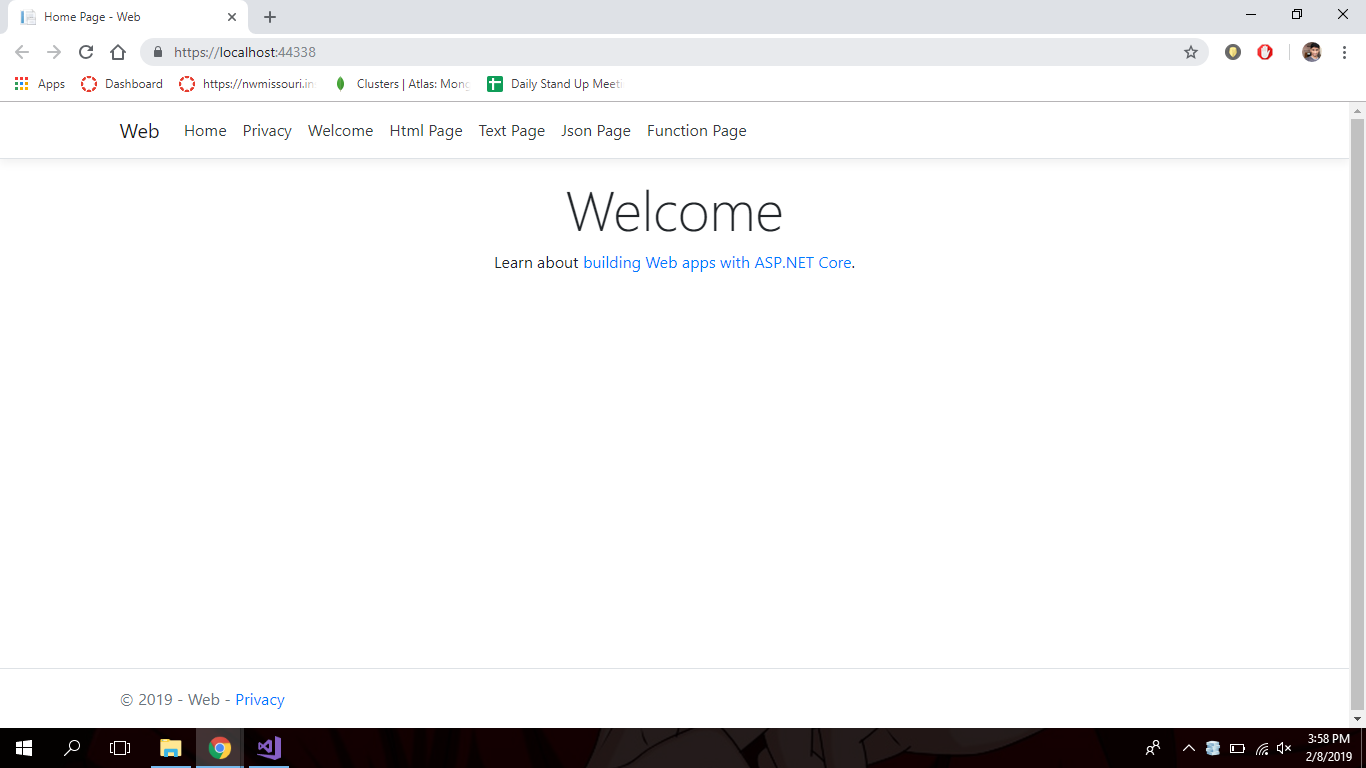 Home Page - Web
https://localhost:44338
Apps Dashboard https://nwmissouri.in Clusters | Atlas: Mong Daily Stand Up Meeti
Web Home Privacy Welcome Html Page Text Page Json Page Function Page
Welcome
Learn about building Web apps with ASP.NET Core.
© 2019 - Web - Privacy
3:58 PM
2/8/2019